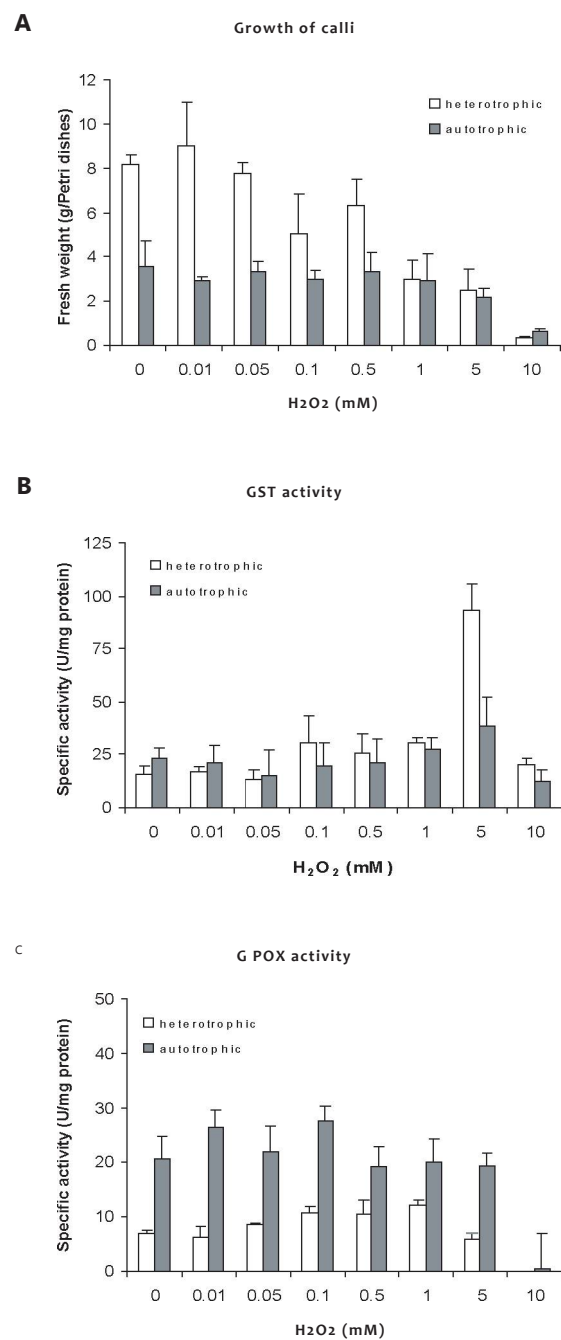 A
Growth of calli
Fresh weight (g/Petri dishes)
12
10
8
6
4
2
0
heterotrophic
autotrophic
0 0.01 0.05 0.1 0.5 1 5 10
H2O2 (mM)
B
GST activity
Specific activity (U/mg protein)
125
100
75
50
25
0
heterotrophic
autotrophic
0 0.01 0.05 0.1 0.5 1 5 10
H₂O₂ (mM)
C
G POX activity
Specific activity (U/mg protein)
50
40
30
20
10
0
heterotrophic
autotrophic
0 0.01 0.05 0.1 0.5 1 5 10
H2O2 (mM)